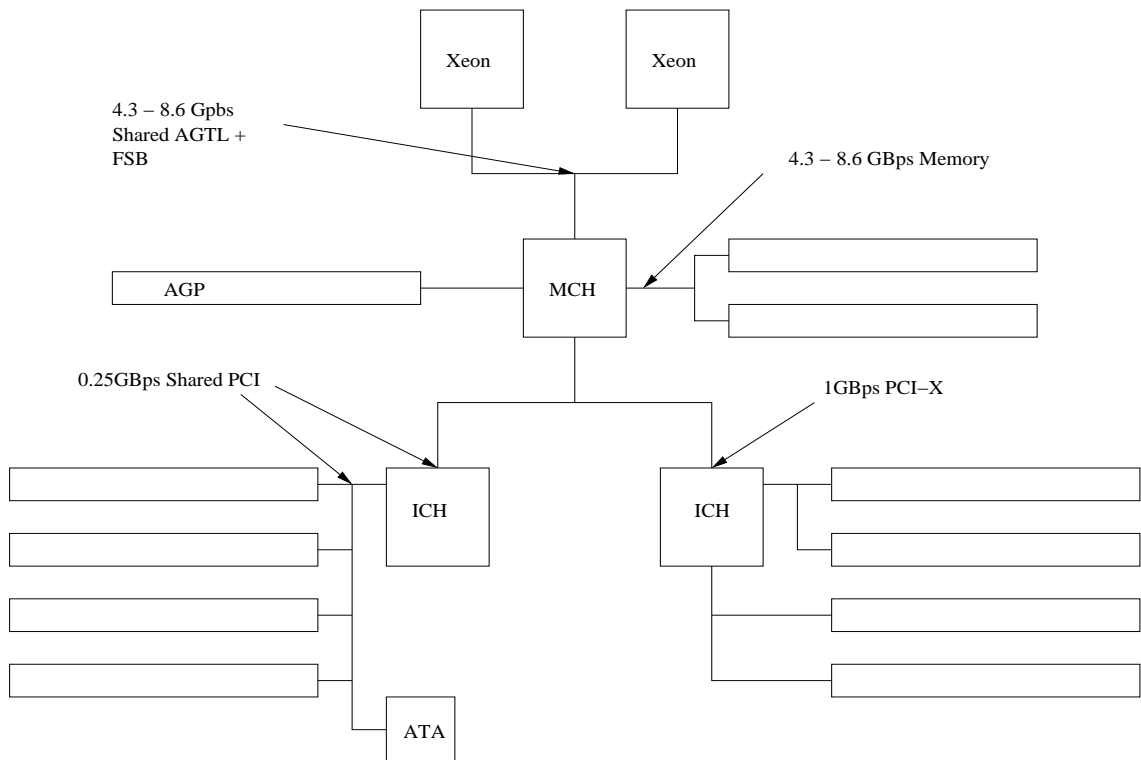 Xeon
Xeon
4.3 – 8.6 Gpbs
Shared AGTL +
FSB
4.3 – 8.6 GBps Memory
AGP
MCH
0.25GBps Shared PCI
1GBps PCI–X
ICH
ICH
ATA